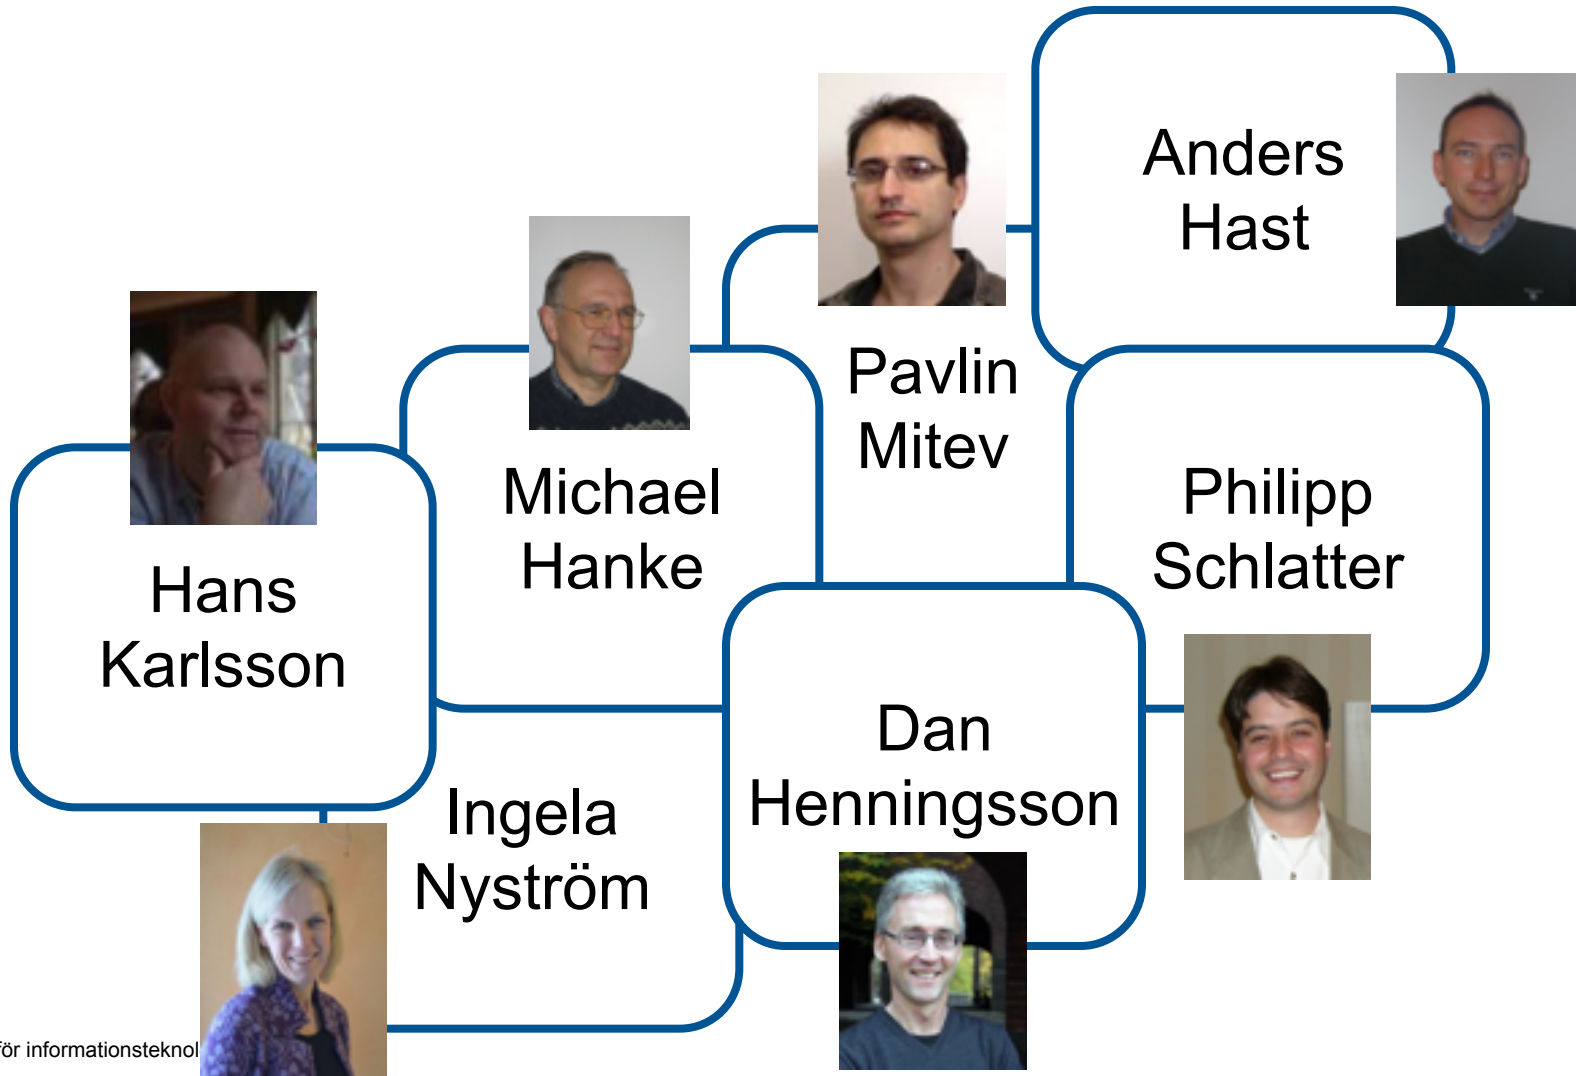 Anders
Hast
Pavlin
Mitev
Michael
Hanke
Philipp
Schlatter
Hans
Karlsson
Dan
Henningsson
Ingela
Nyström
för informationsteknol